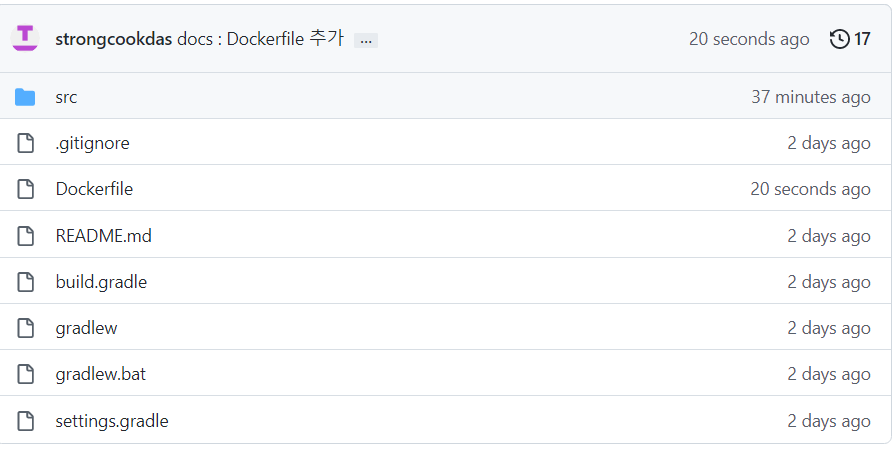 strongcookdas docs : Dockerfile 추가 ... 20 seconds ago 17
src 37 minutes ago
.gitignore 2 days ago
Dockerfile 20 seconds ago
README.md 2 days ago
build.gradle 2 days ago
gradlew 2 days ago
gradlew.bat 2 days ago
settings.gradle 2 days ago